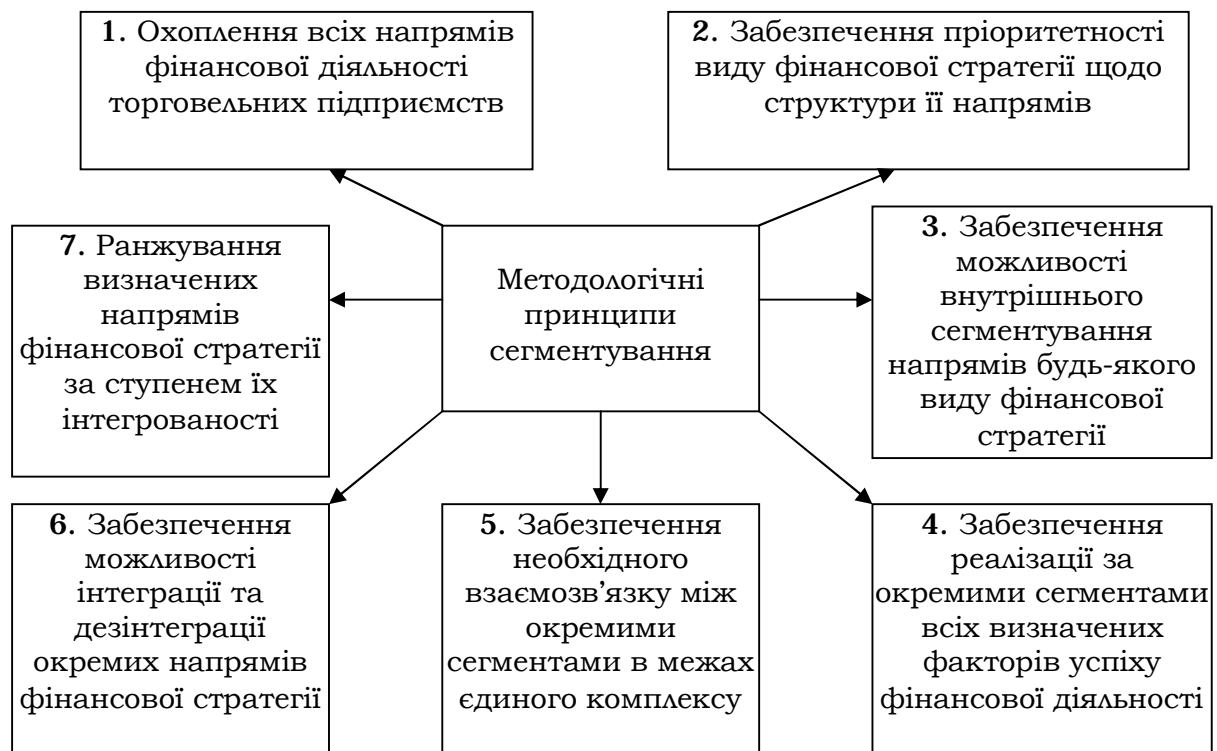 1. Охоплення всіх напрямів
фінансової діяльності
торговельних підприємств
2. Забезпечення пріоритетності
виду фінансової стратегії щодо
структури її напрямів
7. Ранжування
визначених
напрямів
фінансової стратегії
за ступенем їх
інтегрованості
Методологічні
принципи
сегментування
3. Забезпечення
можливості
внутрішнього
сегментування
напрямів будь-якого
виду фінансової
стратегії
6. Забезпечення
можливості
інтеграції та
дезінтеграції
окремих напрямів
фінансової стратегії
5. Забезпечення
необхідного
взаємозв'язку між
окремими
сегментами в межах
єдиного комплексу
4. Забезпечення
реалізації за
окремими сегментами
всіх визначених
факторів успіху
фінансової діяльності